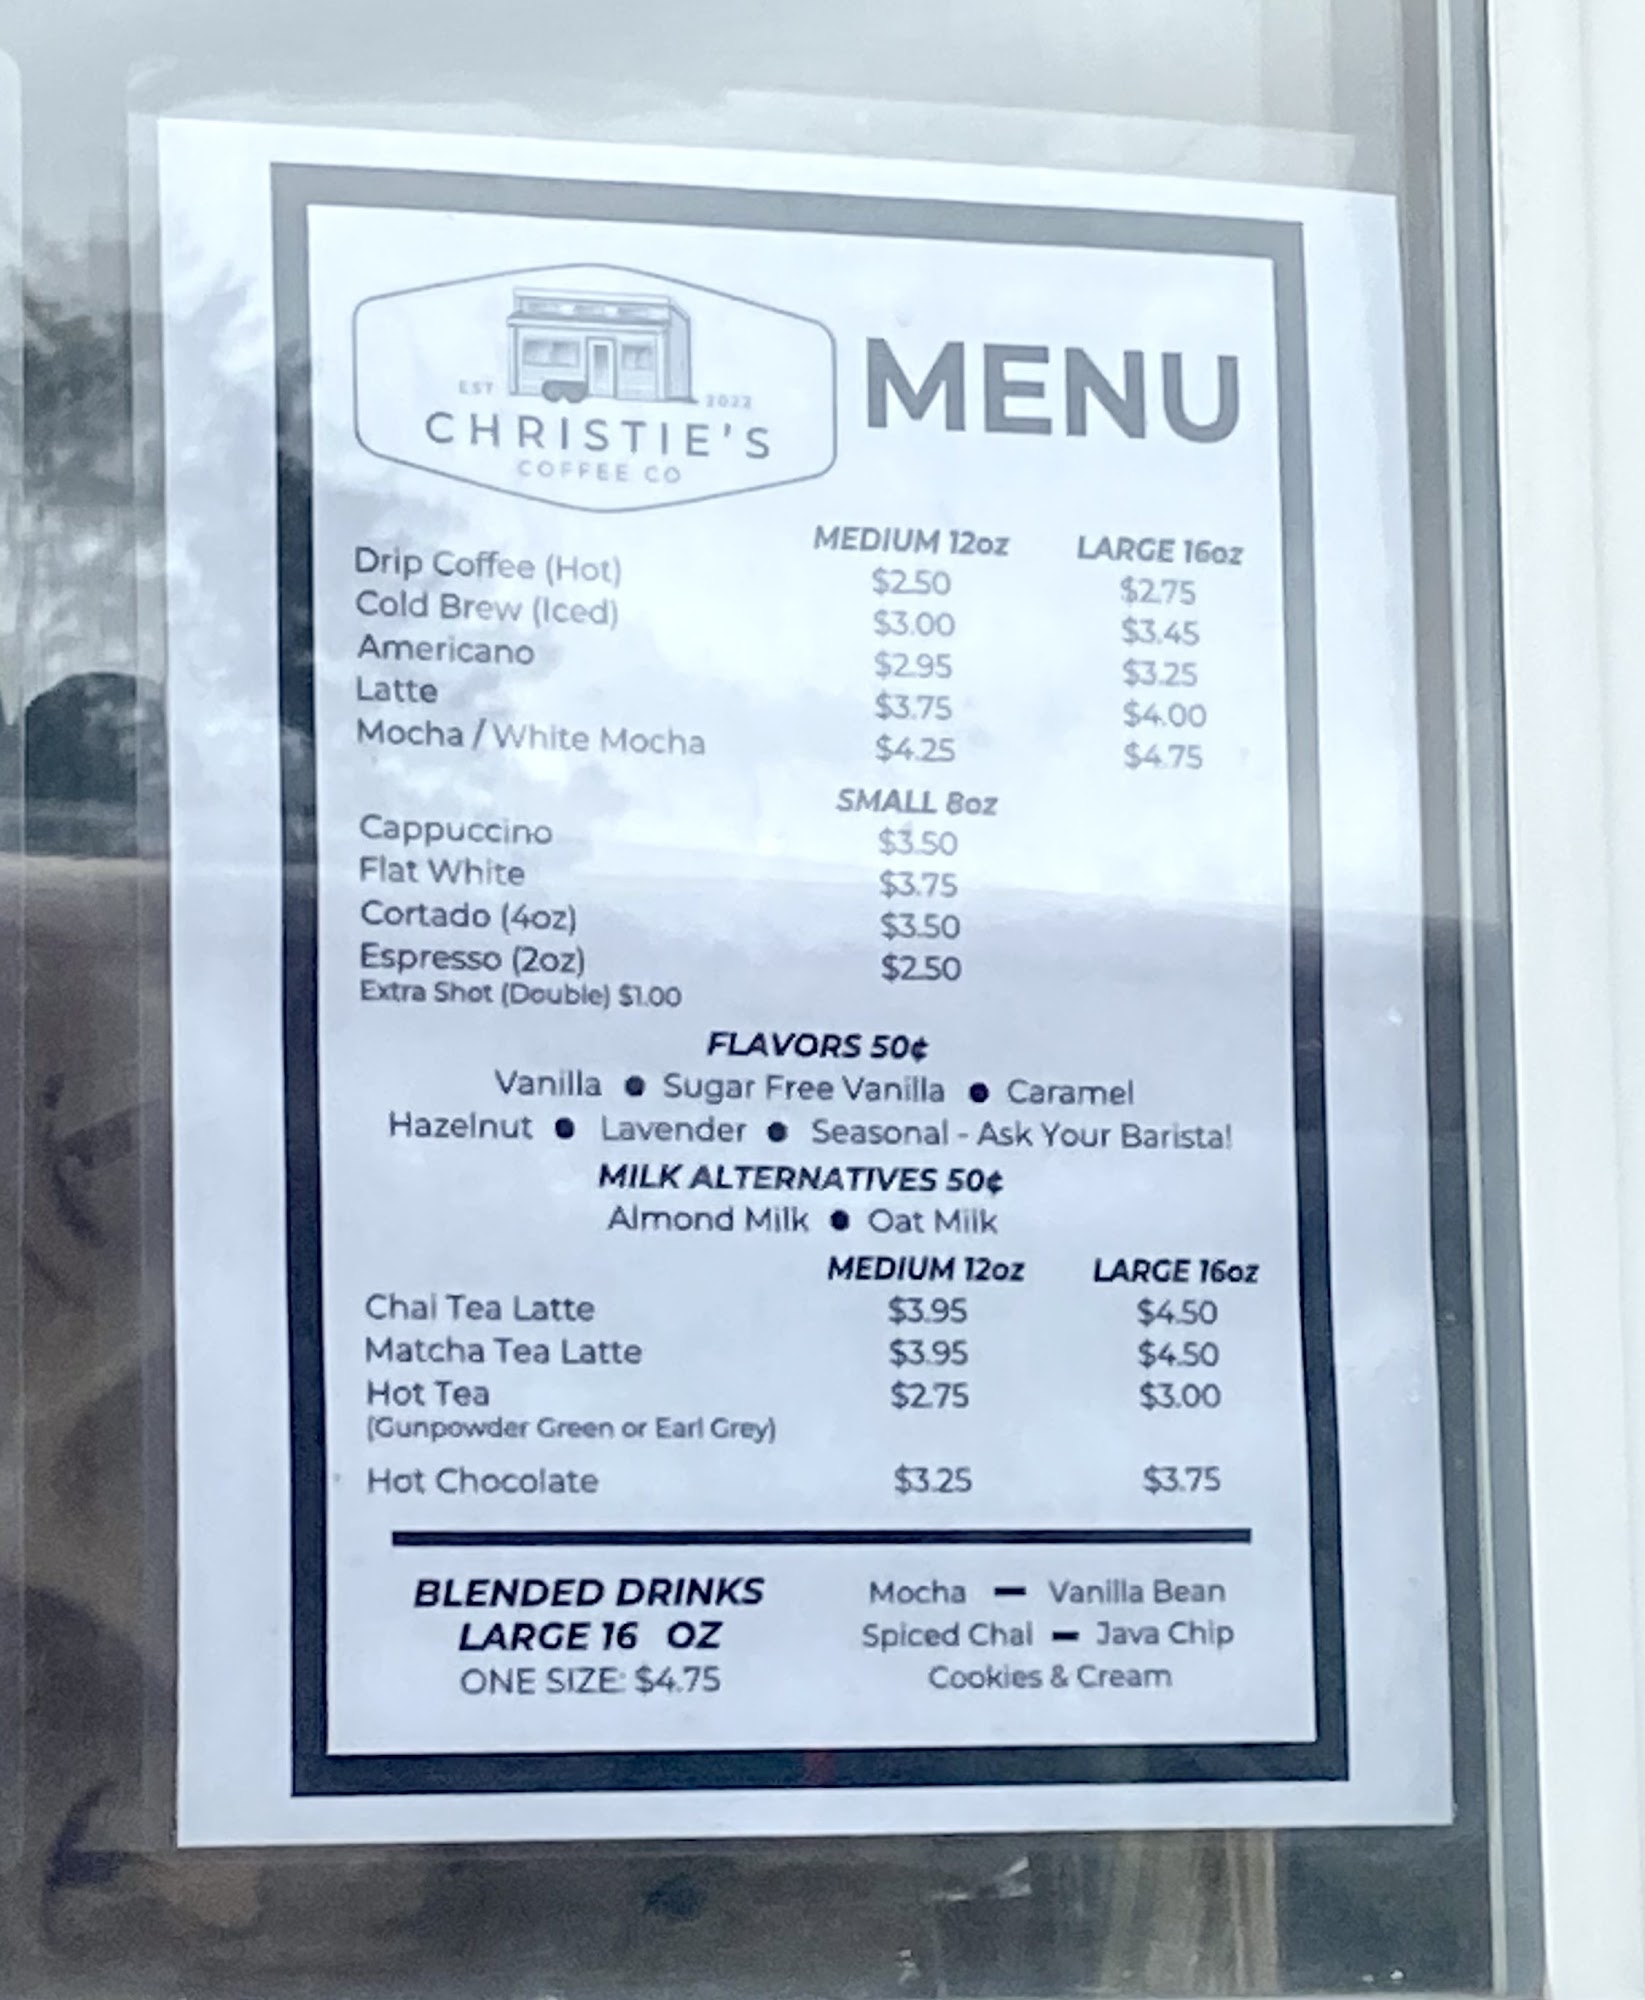 EST 2022
CHRISTIE'S
COFFEE CO
MENU
MEDIUM 12oz LARGE 16oz
Drip Coffee (Hot) $2.50 $2.75
Cold Brew (Iced) $3.00 $3.45
Americano $2.95 $3.25
Latte $3.75 $4.00
Mocha / White Mocha $4.25 $4.75
SMALL 8oz
Cappuccino $3.50
Flat White $3.75
Cortado (4oz) $3.50
Espresso (2oz) $2.50
Extra Shot (Double) $1.00
FLAVORS 50¢
Vanilla ● Sugar Free Vanilla ● Caramel
Hazelnut ● Lavender ● Seasonal - Ask Your Barista!
MILK ALTERNATIVES 50¢
Almond Milk ● Oat Milk
MEDIUM 12oz LARGE 16oz
Chai Tea Latte $3.95 $4.50
Matcha Tea Latte $3.95 $4.50
Hot Tea $2.75 $3.00
(Gunpowder Green or Earl Grey)
Hot Chocolate $3.25 $3.75
BLENDED DRINKS
LARGE 16 OZ
ONE SIZE: $4.75
Mocha — Vanilla Bean
Spiced Chai — Java Chip
Cookies & Cream